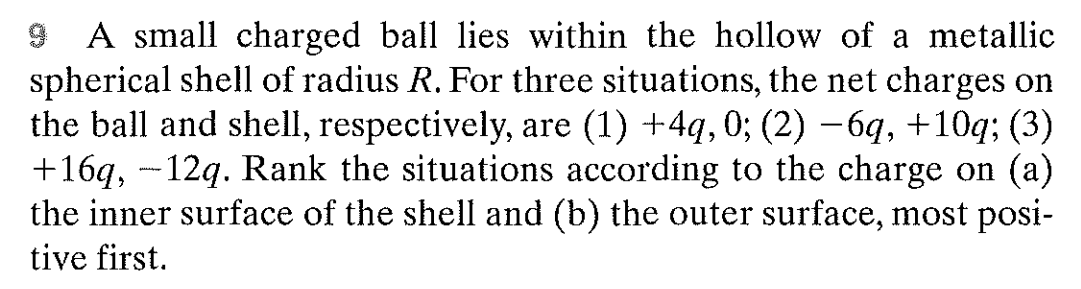 9 A small charged ball lies within the hollow of a metallic
spherical shell of radius R. For three situations, the net charges on
the ball and shell, respectively, are (1) +4q, 0; (2) −6q, +10q; (3)
+16q, −12q. Rank the situations according to the charge on (a)
the inner surface of the shell and (b) the outer surface, most posi-
tive first.